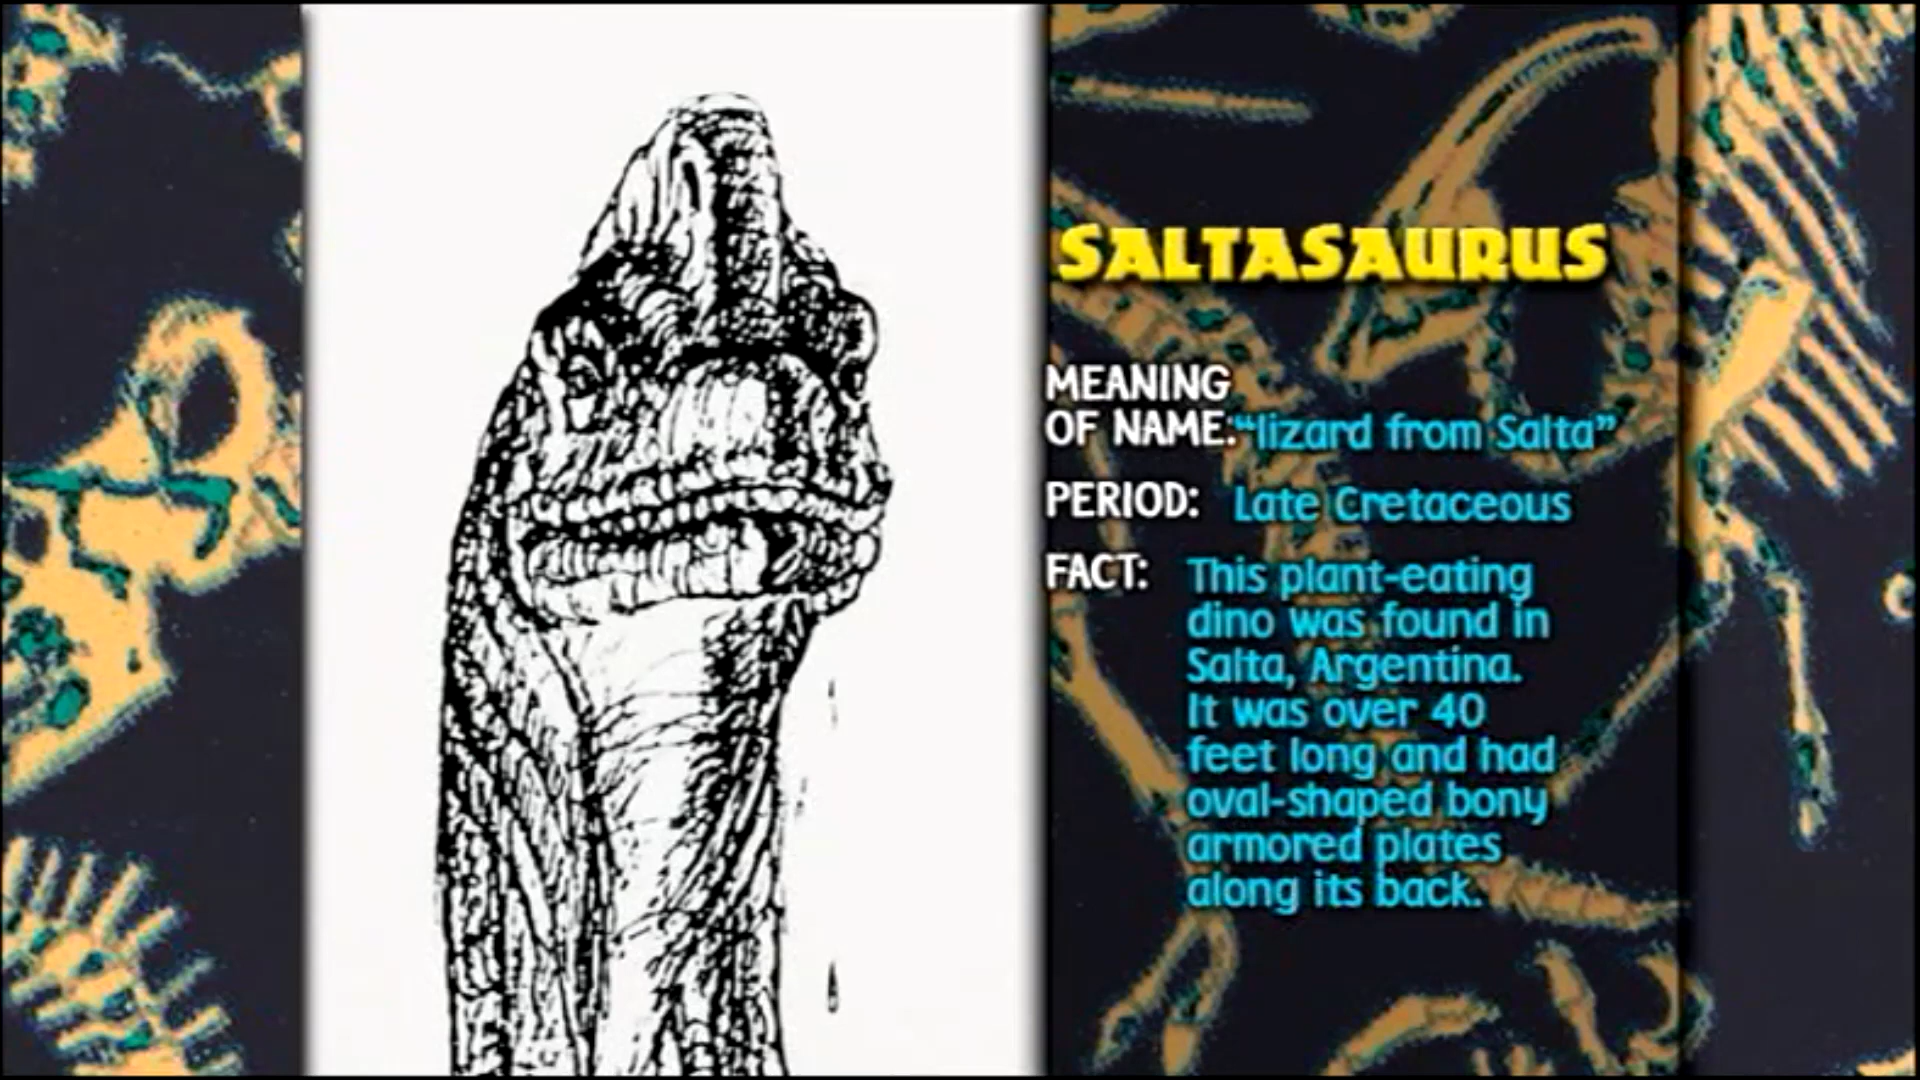 SALTASAURUS
MEANING
OF NAME: “lizard from Salta”
PERIOD: Late Cretaceous
FACT: This plant-eating
dino was found in
Salta, Argentina.
It was over 40
feet long and had
oval-shaped bony
armored plates
along its back.